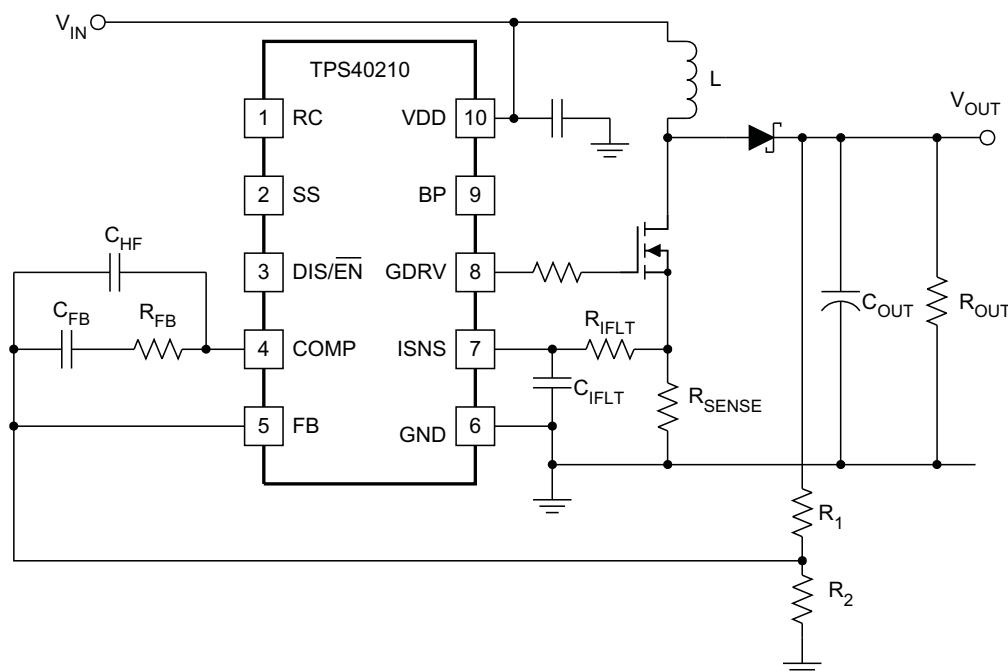 V_IN
TPS40210
L
V_OUT
1 RC VDD 10
2 SS BP 9
C_HF
3 DIS/E̅N̅ GDRV 8
C_FB R_FB
C_OUT R_OUT
R_IFLT
4 COMP ISNS 7
C_IFLT R_SENSE
5 FB GND 6
R_1
R_2